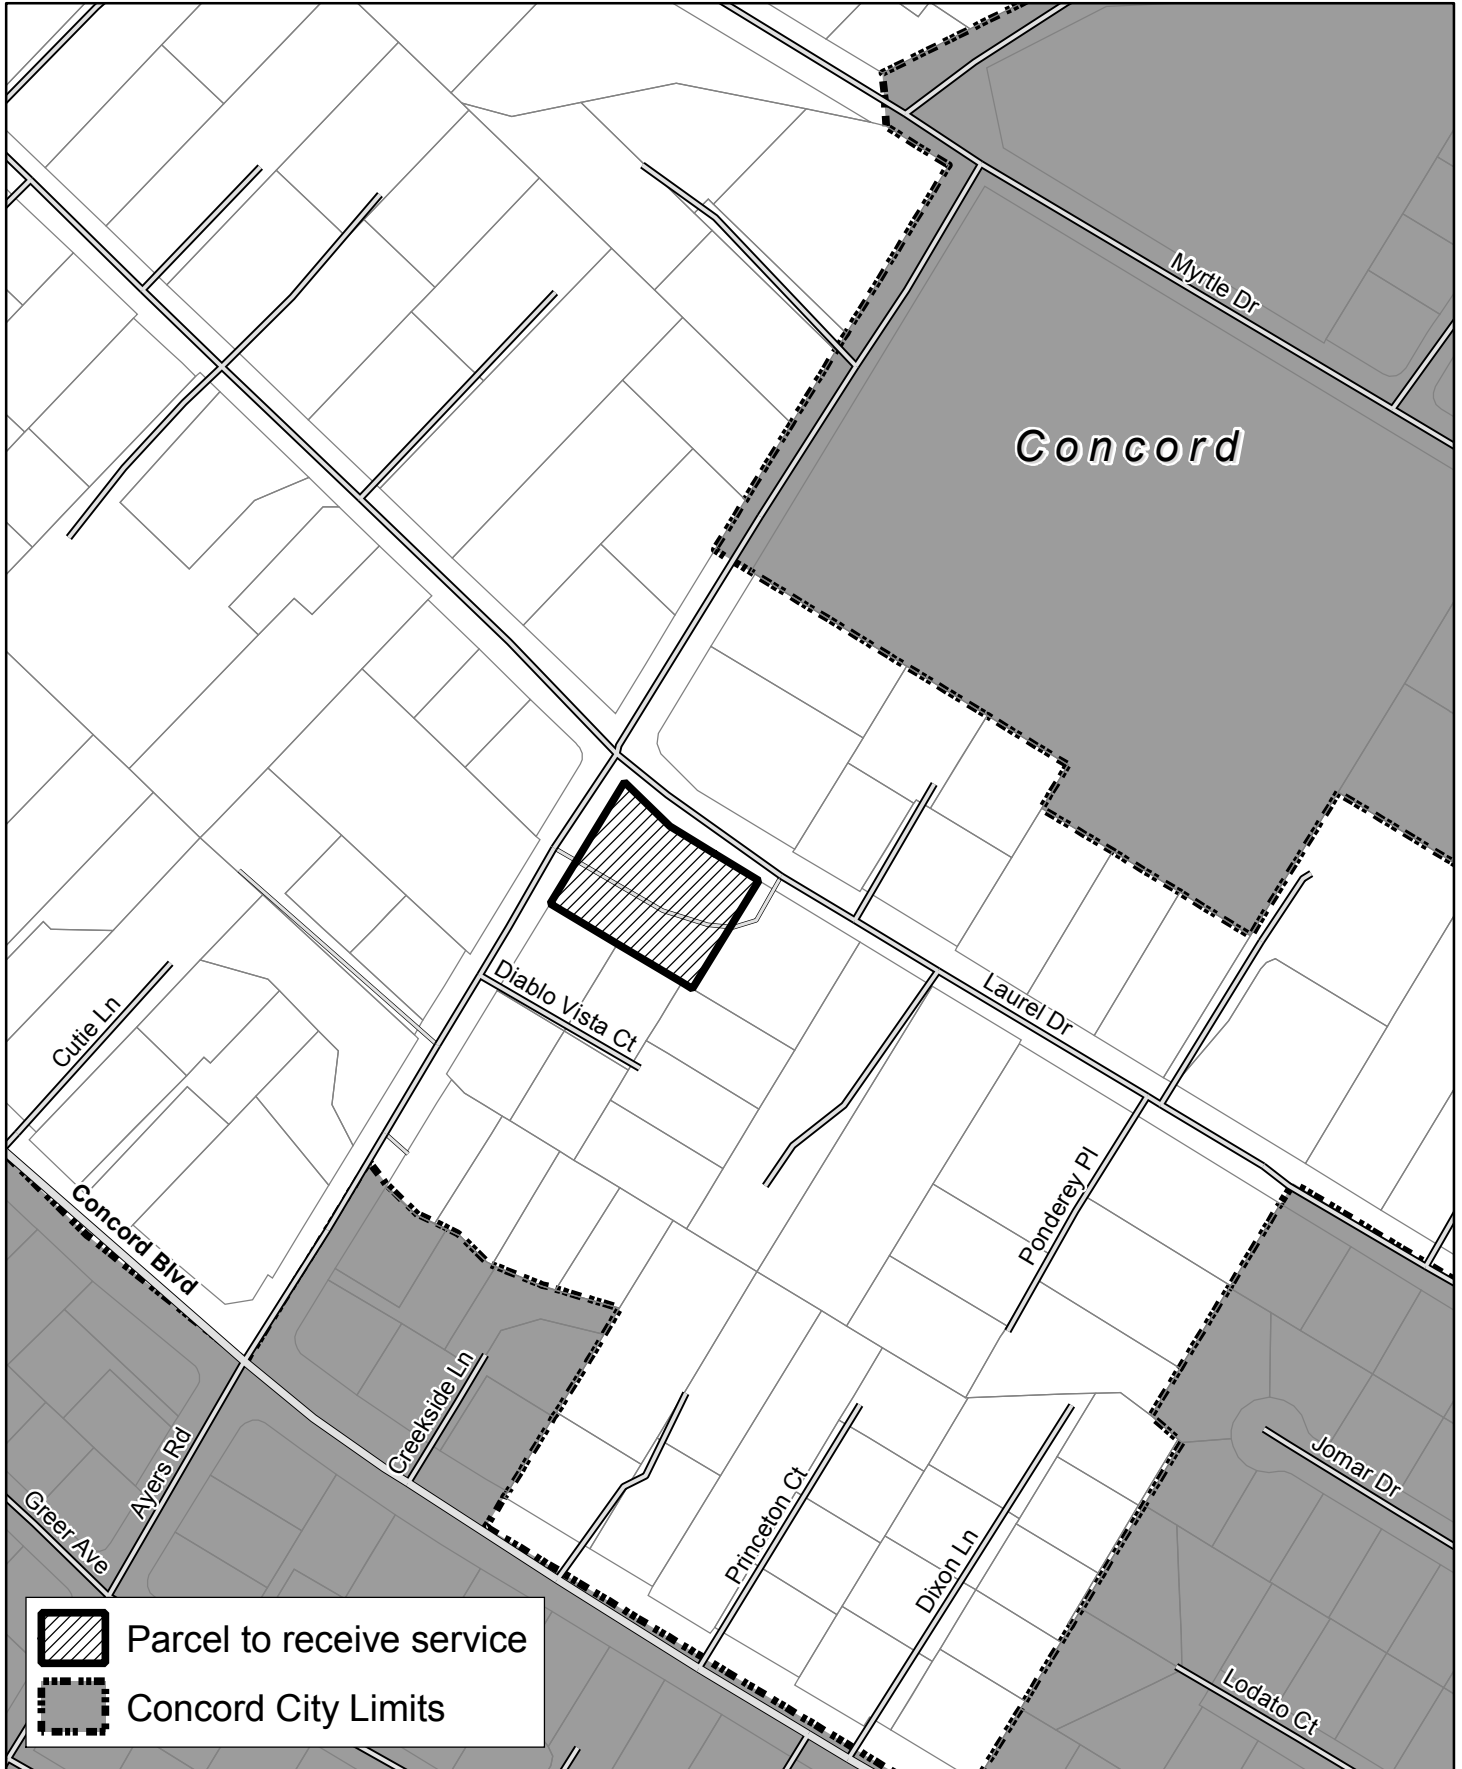 Myrtle Dr
Concord
Diablo Vista Ct
Laurel Dr
Cutie Ln
Ponderey Pl
Concord Blvd
Creekside Ln
Ayers Rd
Greer Ave
Princeton Ct
Dixon Ln
Jomar Dr
Lodato Ct
Parcel to receive service
Concord City Limits